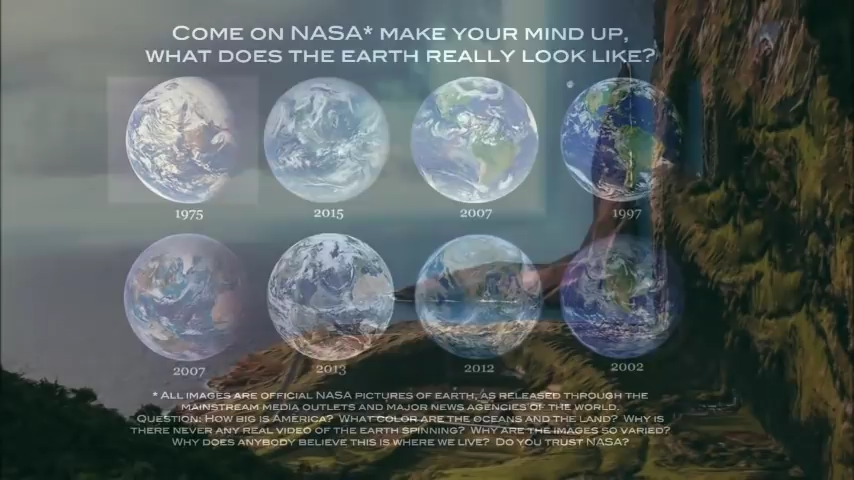 COME ON NASA* MAKE YOUR MIND UP,
WHAT DOES THE EARTH REALLY LOOK LIKE?
1975 2015 2007 1997
2007 2013 2012 2002
* ALL IMAGES ARE OFFICIAL NASA PICTURES OF EARTH, AS RELEASED THROUGH THE
MAINSTREAM MEDIA OUTLETS AND MAJOR NEWS AGENCIES OF THE WORLD.
QUESTION: HOW BIG IS AMERICA? WHAT COLOR ARE THE OCEANS AND THE LAND? WHY IS
THERE NEVER ANY REAL VIDEO OF THE EARTH SPINNING? WHY ARE THE IMAGES SO VARIED?
WHY DOES ANYBODY BELIEVE THIS IS WHERE WE LIVE? DO YOU TRUST NASA?